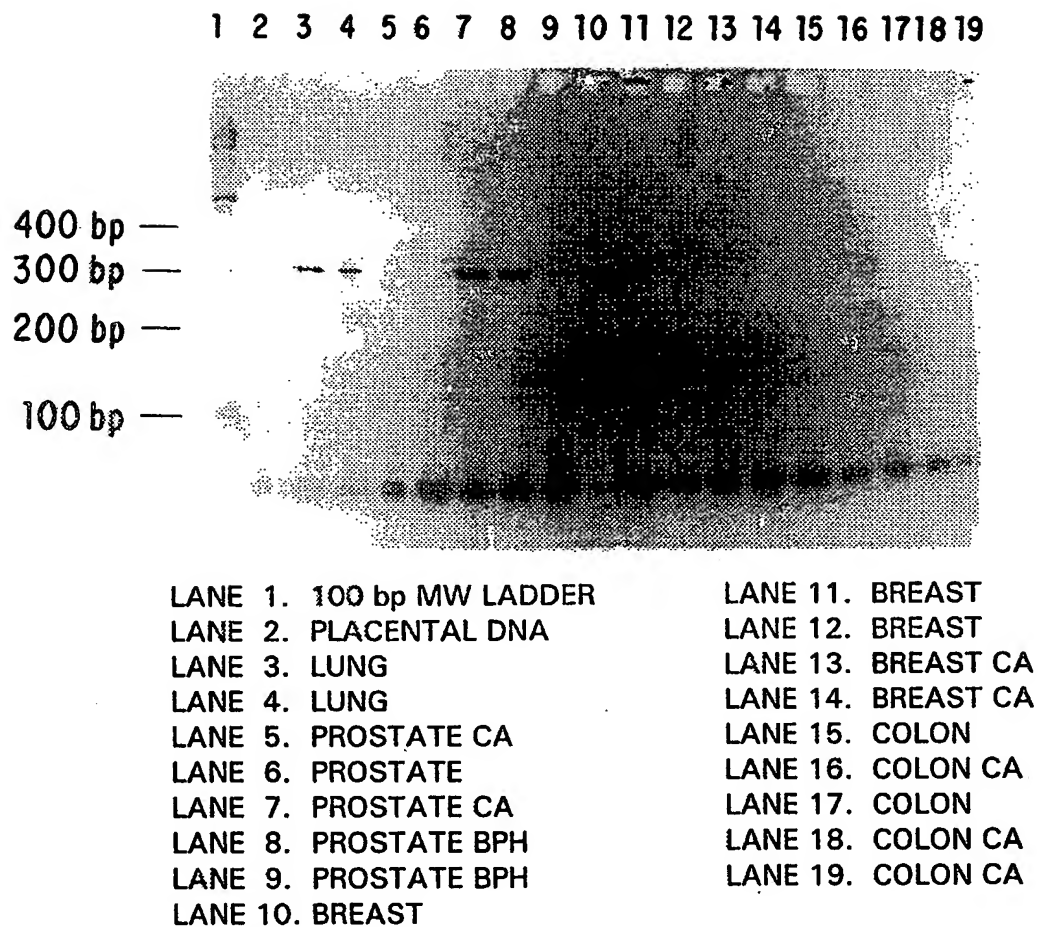 1 2 3 4 5 6 7 8 9 10 11 12 13 14 15 16 17 18 19
400 bp —
300 bp —
200 bp —
100 bp —
LANE 1. 100 bp MW LADDER
LANE 2. PLACENTAL DNA
LANE 3. LUNG
LANE 4. LUNG
LANE 5. PROSTATE CA
LANE 6. PROSTATE
LANE 7. PROSTATE CA
LANE 8. PROSTATE BPH
LANE 9. PROSTATE BPH
LANE 10. BREAST
LANE 11. BREAST
LANE 12. BREAST
LANE 13. BREAST CA
LANE 14. BREAST CA
LANE 15. COLON
LANE 16. COLON CA
LANE 17. COLON
LANE 18. COLON CA
LANE 19. COLON CA